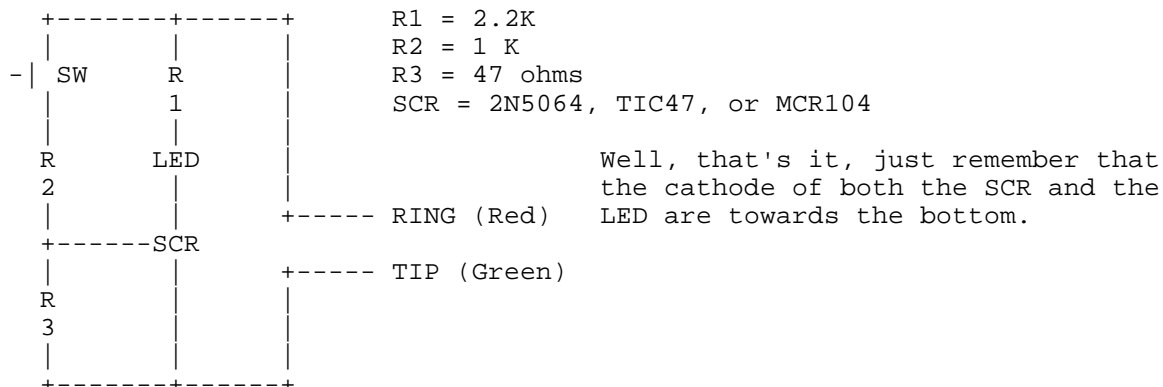 +-------+------+ R1 = 2.2K
| | | R2 = 1 K
-| SW R | R3 = 47 ohms
| 1 | SCR = 2N5064, TIC47, or MCR104
| | |
R LED | Well, that's it, just remember that
2 | | the cathode of both the SCR and the
| | +----- RING (Red) LED are towards the bottom.
+------SCR
| | +----- TIP (Green)
R | |
3 | |
| | |
+-------+------+